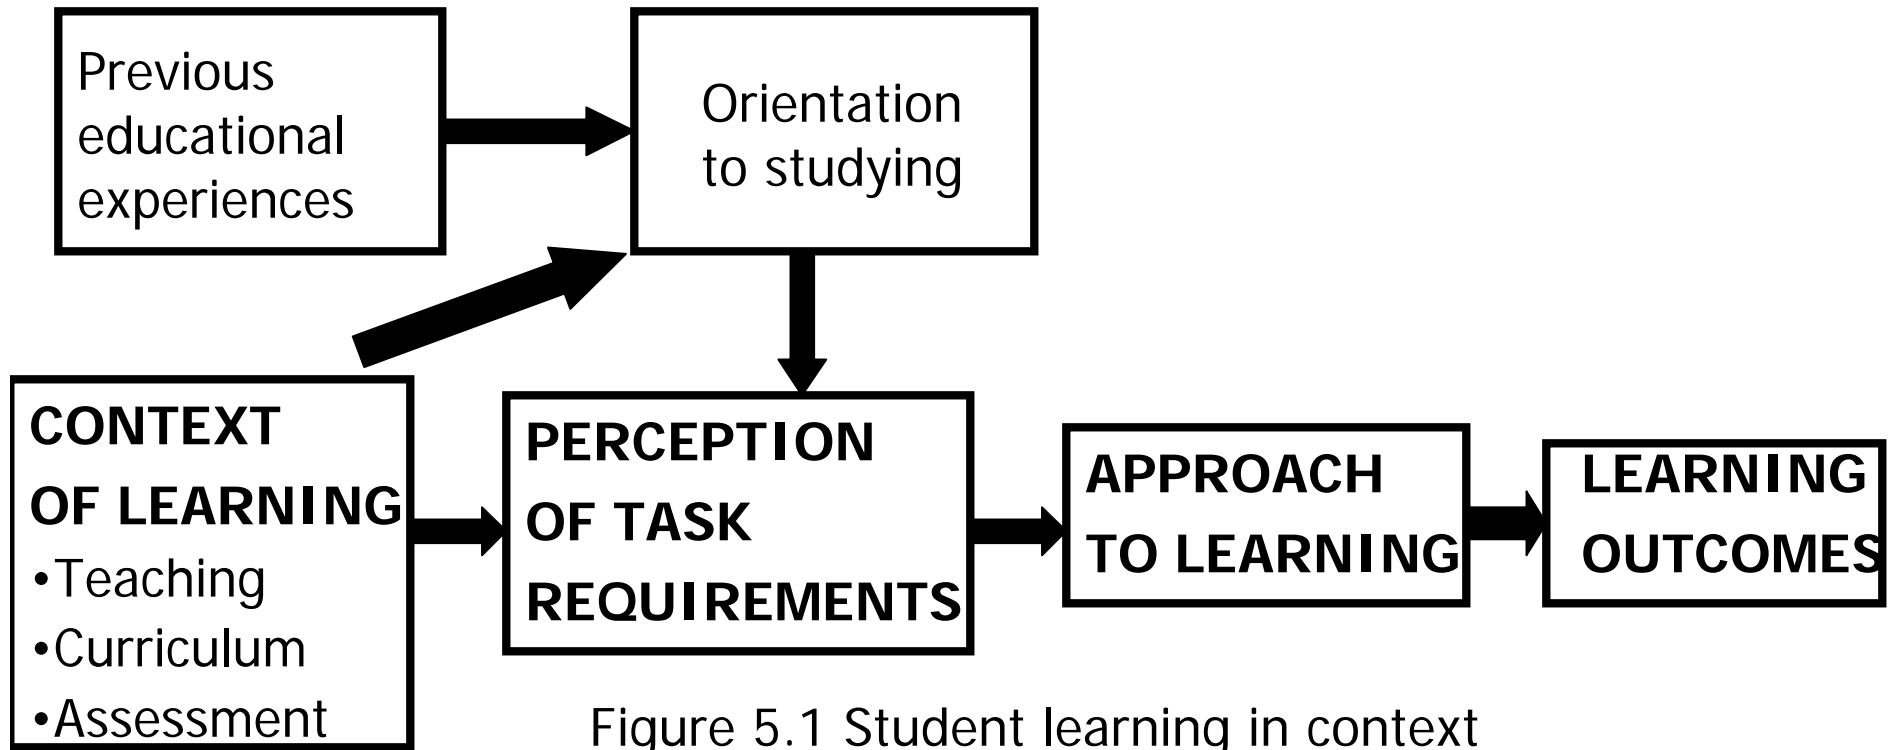 Previous
educational
experiences
Orientation
to studying
CONTEXT
OF LEARNING
•Teaching
•Curriculum
•Assessment
PERCEPTION
OF TASK
REQUIREMENTS
APPROACH
TO LEARNING
LEARNING
OUTCOMES
Figure 5.1 Student learning in context